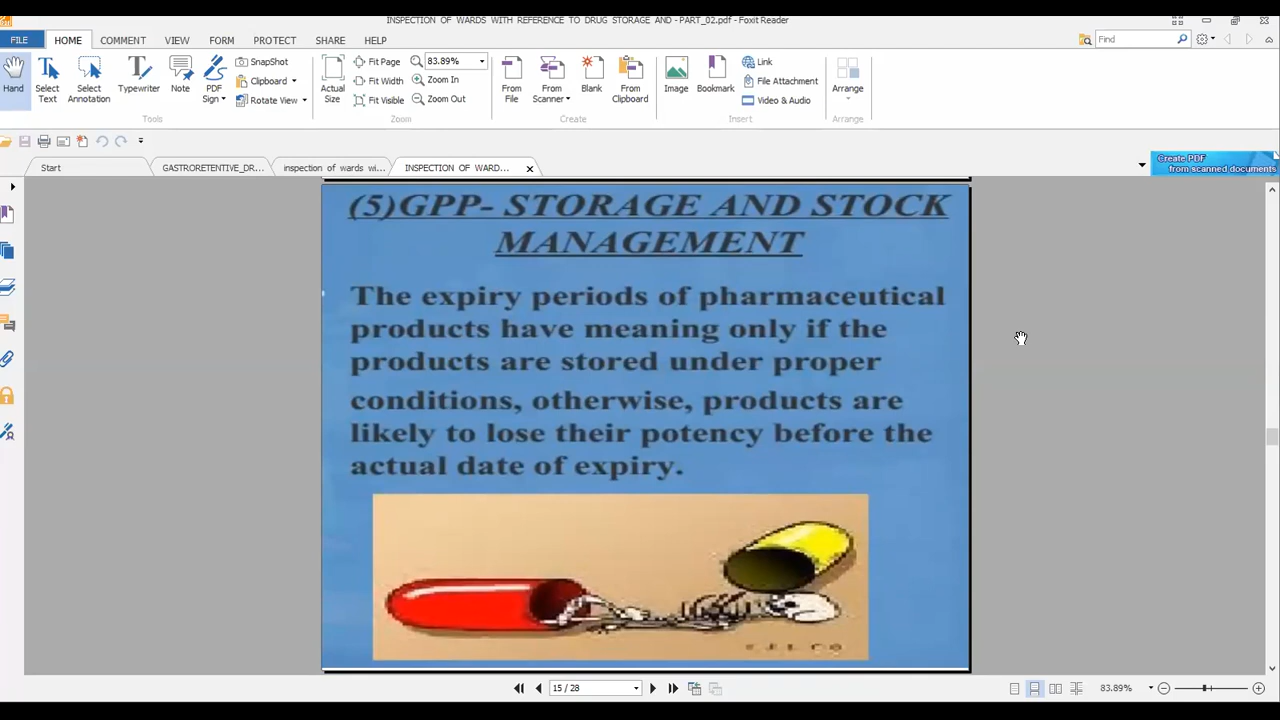 INSPECTION OF WARDS WITH REFERENCE TO DRUG STORAGE AND - PART_02.pdf - Foxit Reader
FILE HOME COMMENT VIEW FORM PROTECT SHARE HELP Find
Hand
Select Text
Select Annotation
Typewriter
Note
PDF Sign
SnapShot
Clipboard
Rotate View
Tools
Actual Size
Fit Page
Fit Width
Fit Visible
83.89%
Zoom In
Zoom Out
Zoom
From File
From Scanner
Blank
From Clipboard
Create
Image
Bookmark
Link
File Attachment
Video & Audio
Insert
Arrange
Arrange
Start GASTRORETENTIVE_DR... inspection of wards wi... INSPECTION OF WARD...
Create PDF
from scanned documents
(5)GPP- STORAGE AND STOCK
MANAGEMENT
The expiry periods of pharmaceutical
products have meaning only if the
products are stored under proper
conditions, otherwise, products are
likely to lose their potency before the
actual date of expiry.
15 / 28
83.89%